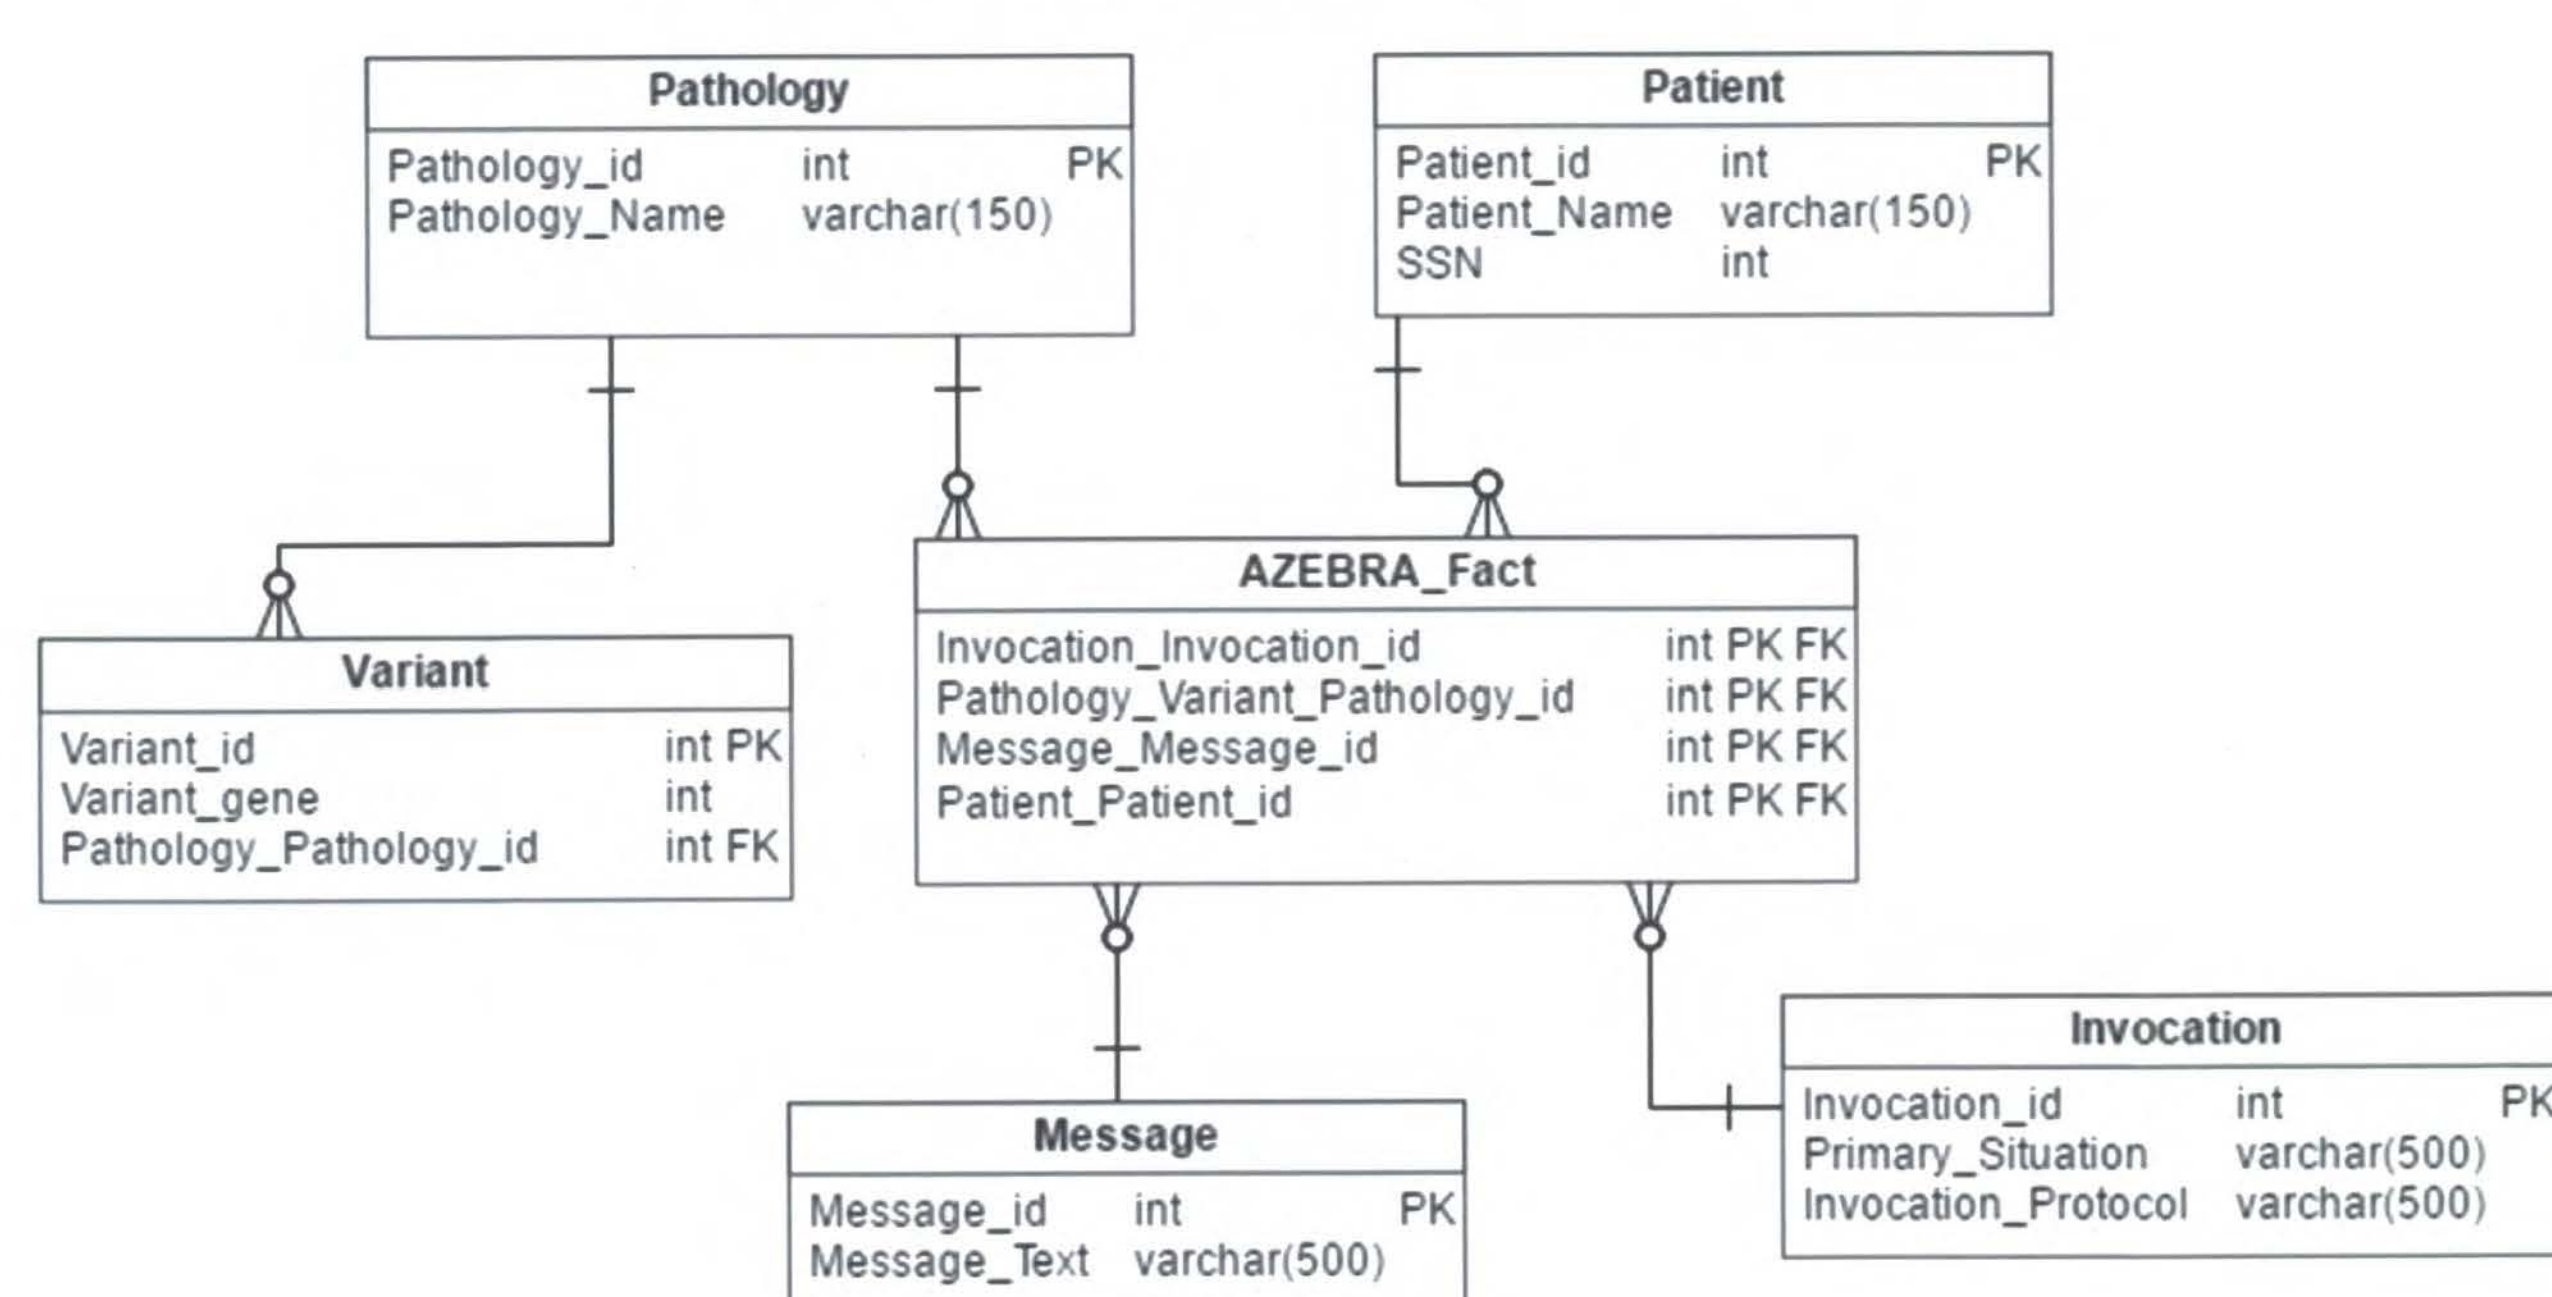 Pathology
Pathology_id int PK
Pathology_Name varchar(150)
Patient
Patient_id int PK
Patient_Name varchar(150)
SSN int
Variant
Variant_id int PK
Variant_gene int
Pathology_Pathology_id int FK
AZEBRA_Fact
Invocation_Invocation_id int PK FK
Pathology_Variant_Pathology_id int PK FK
Message_Message_id int PK FK
Patient_Patient_id int PK FK
Message
Message_id int PK
Message_Text varchar(500)
Invocation
Invocation_id int PK
Primary_Situation varchar(500)
Invocation_Protocol varchar(500)